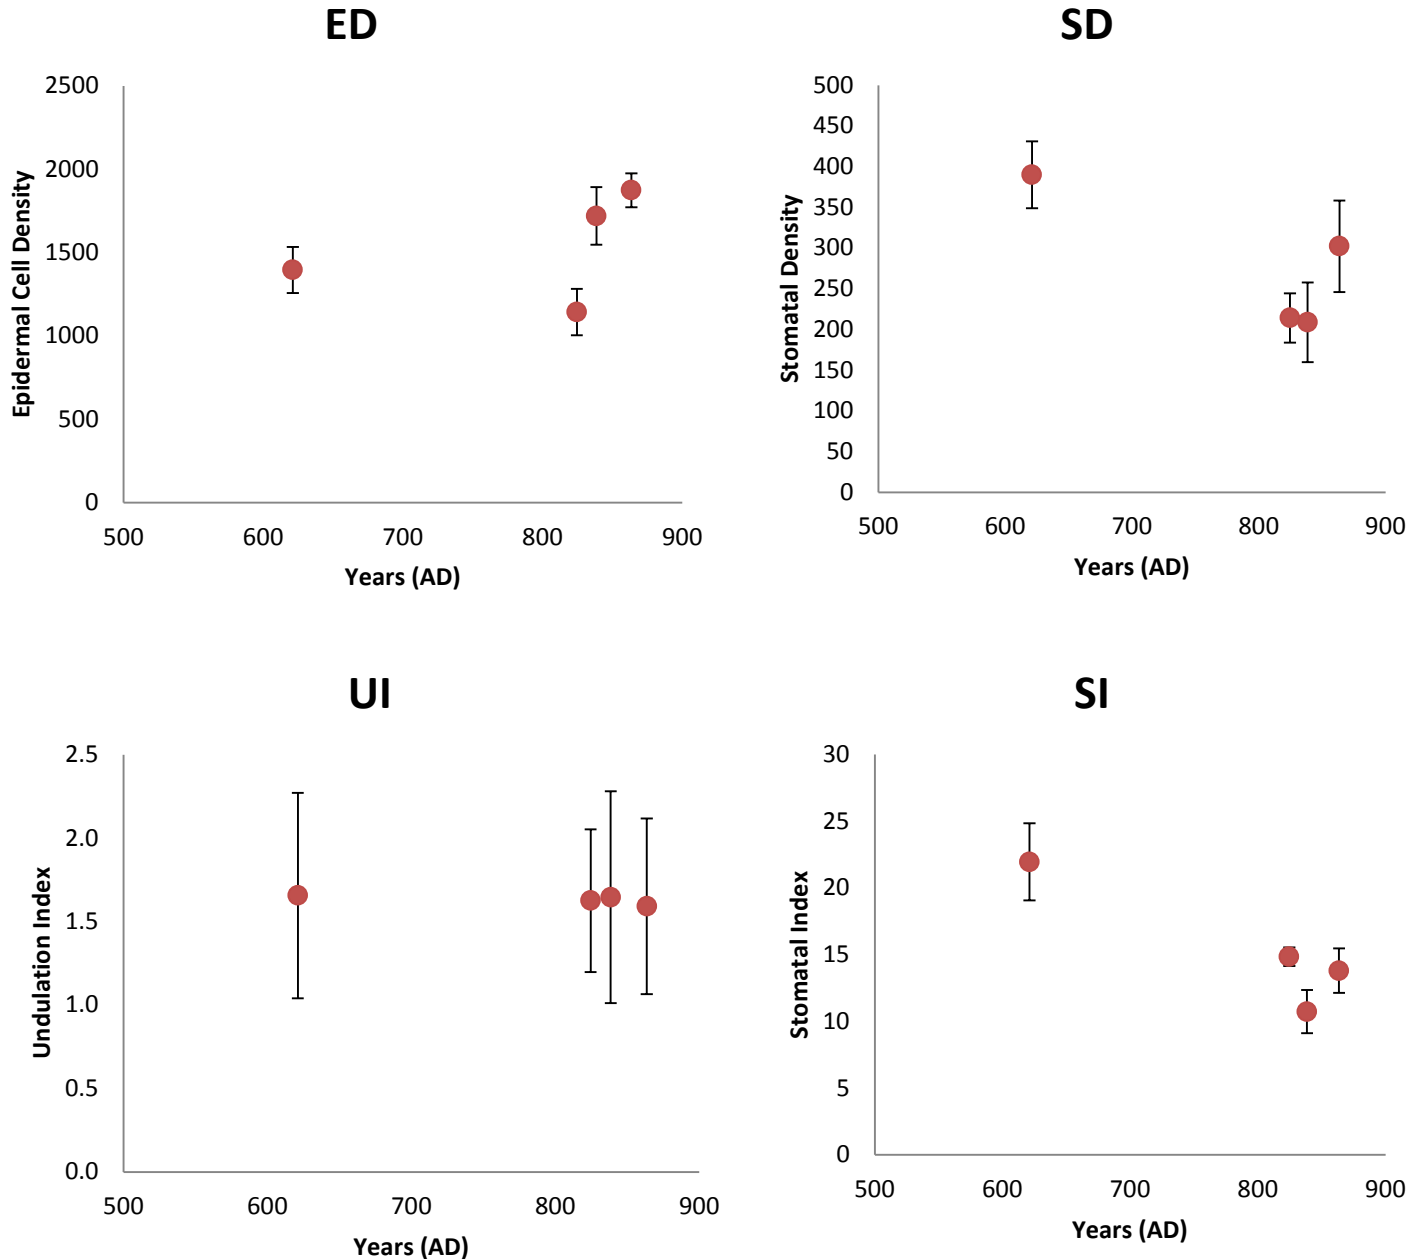 ED
2500
2000
1500
1000
500
0
Epidermal Cell Density
500 600 700 800 900
Years (AD)
SD
500
450
400
350
300
250
200
150
100
50
0
Stomatal Density
500 600 700 800 900
Years (AD)
UI
2.5
2.0
1.5
1.0
0.5
0.0
Undulation Index
500 600 700 800 900
Years (AD)
SI
30
25
20
15
10
5
0
Stomatal Index
500 600 700 800 900
Years (AD)